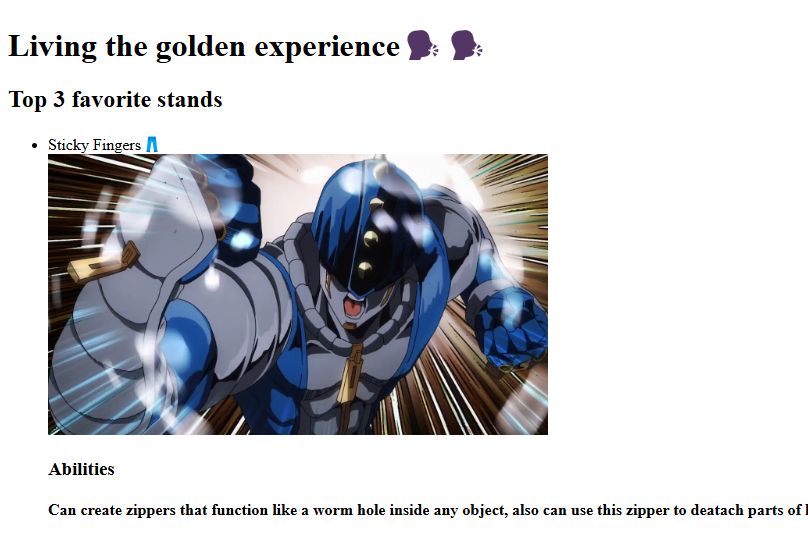 Living the golden experience 🗣 🗣
Top 3 favorite stands
• Sticky Fingers 👖
Abilities
Can create zippers that function like a worm hole inside any object, also can use this zipper to deatach parts of